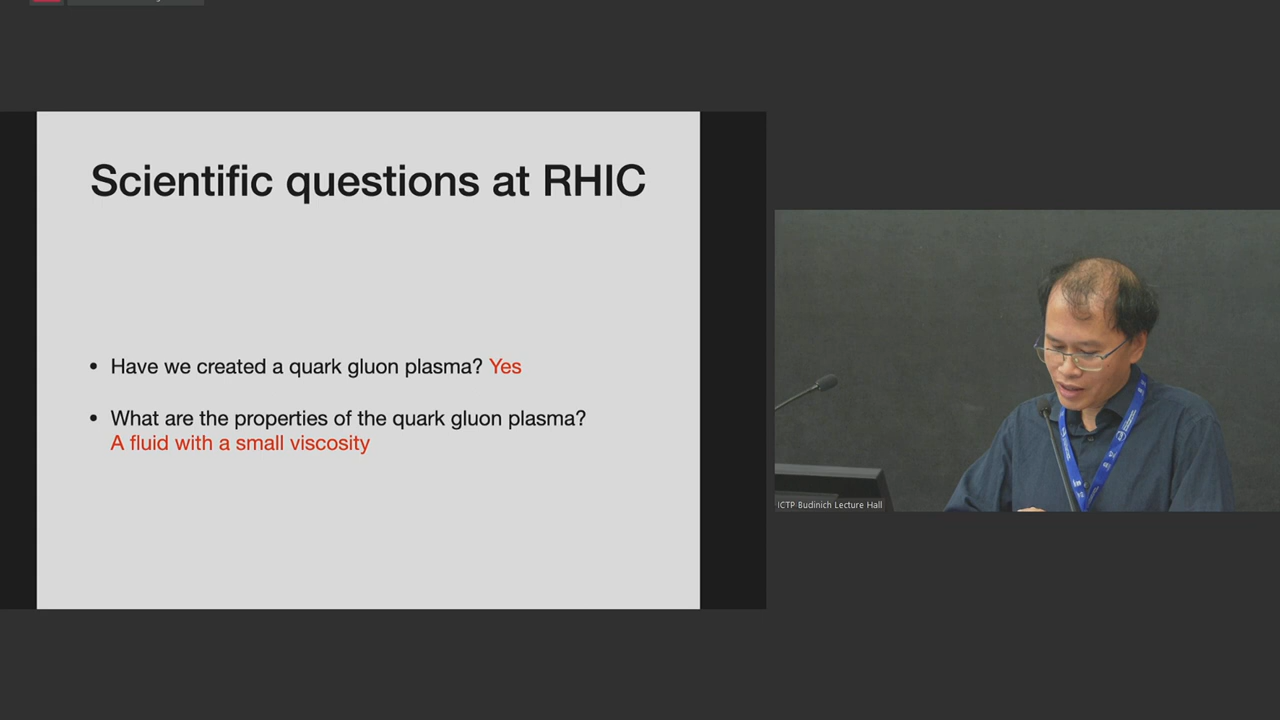 Scientific questions at RHIC
• Have we created a quark gluon plasma? Yes
• What are the properties of the quark gluon plasma?
A fluid with a small viscosity
ICTP Budinich Lecture Hall